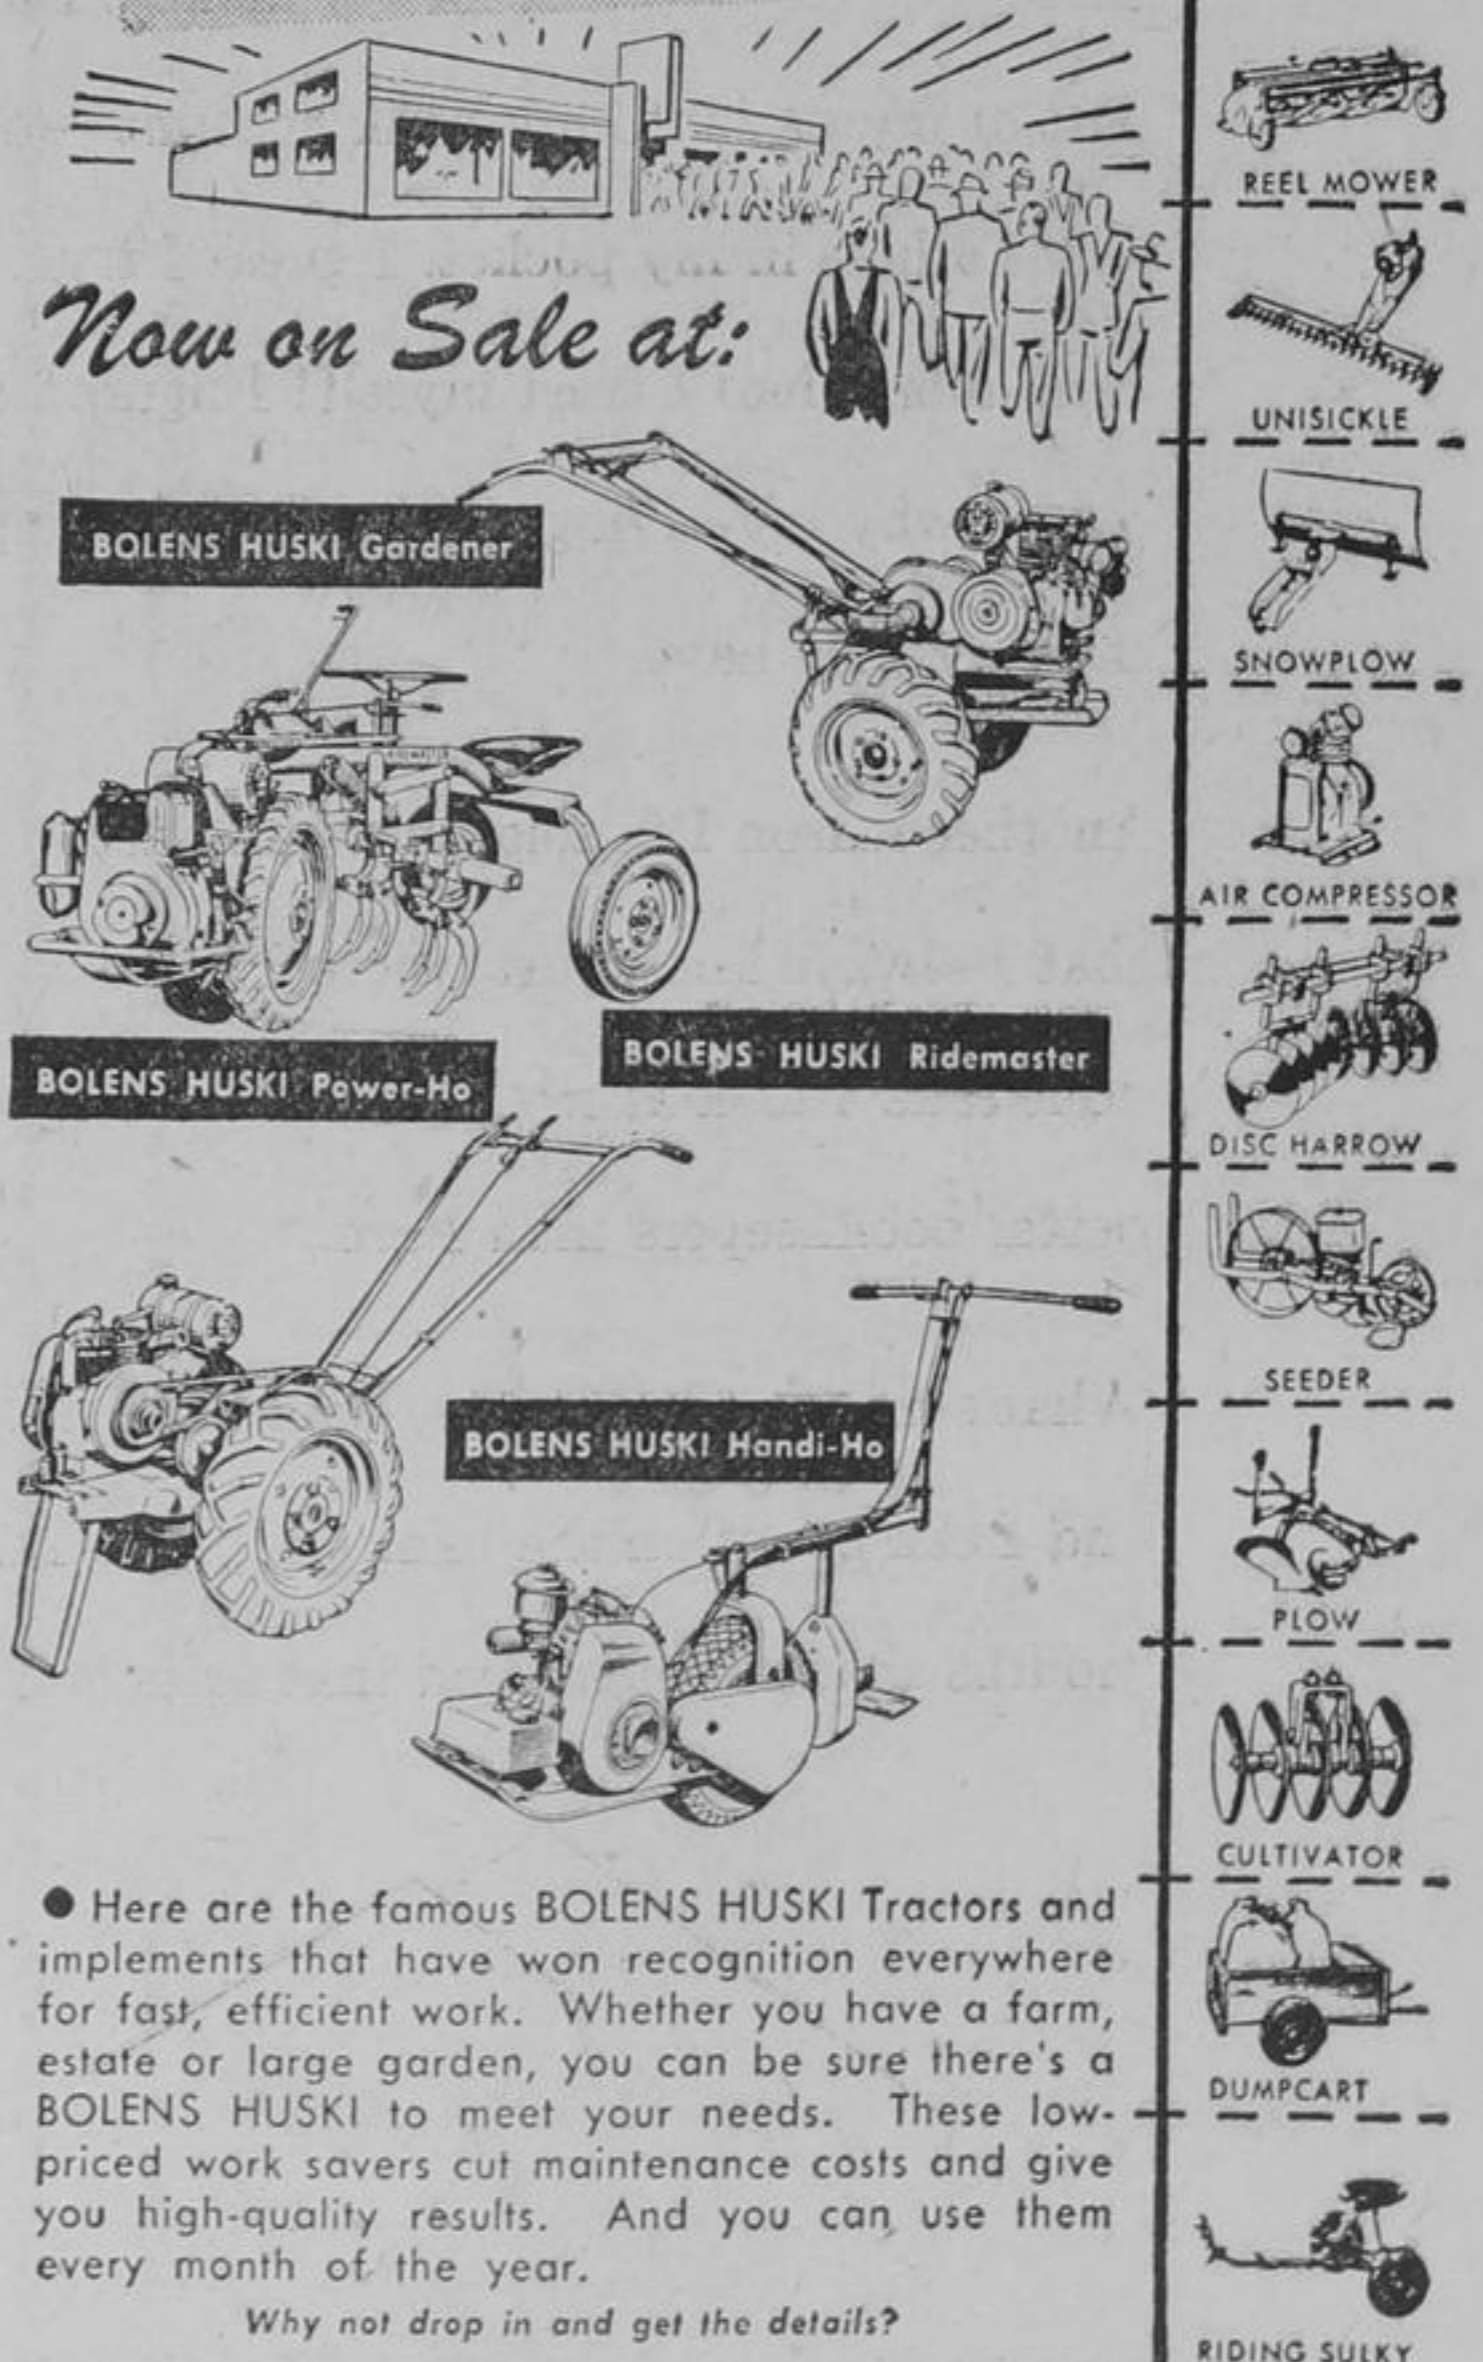 Now on Sale at:
BOLENS HUSKI Gardener
BOLENS HUSKI Ridemaster
BOLENS HUSKI Power-Ho
BOLENS HUSKI Handi-Ho
● Here are the famous BOLENS HUSKI Tractors and
implements that have won recognition everywhere
for fast, efficient work. Whether you have a farm,
estate or large garden, you can be sure there's a
BOLENS HUSKI to meet your needs. These low-
priced work savers cut maintenance costs and give
you high-quality results. And you can use them
every month of the year.
Why not drop in and get the details?
REEL MOWER
UNISICKLE
SNOWPLOW
AIR COMPRESSOR
DISC HARROW
SEEDER
PLOW
CULTIVATOR
DUMPCART
RIDING SULKY